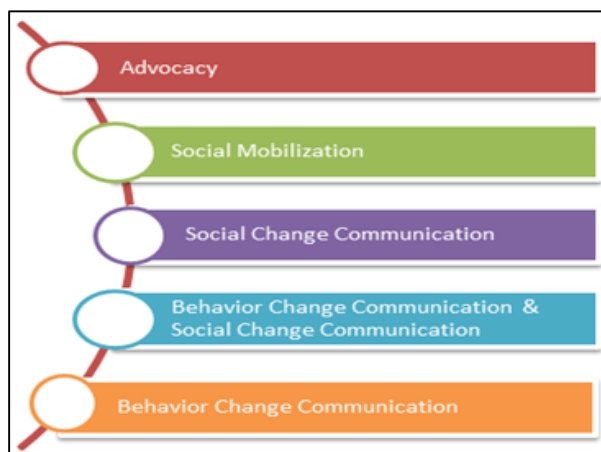 Advocacy
Social Mobilization
Social Change Communication
Behavior Change Communication &
Social Change Communication
Behavior Change Communication